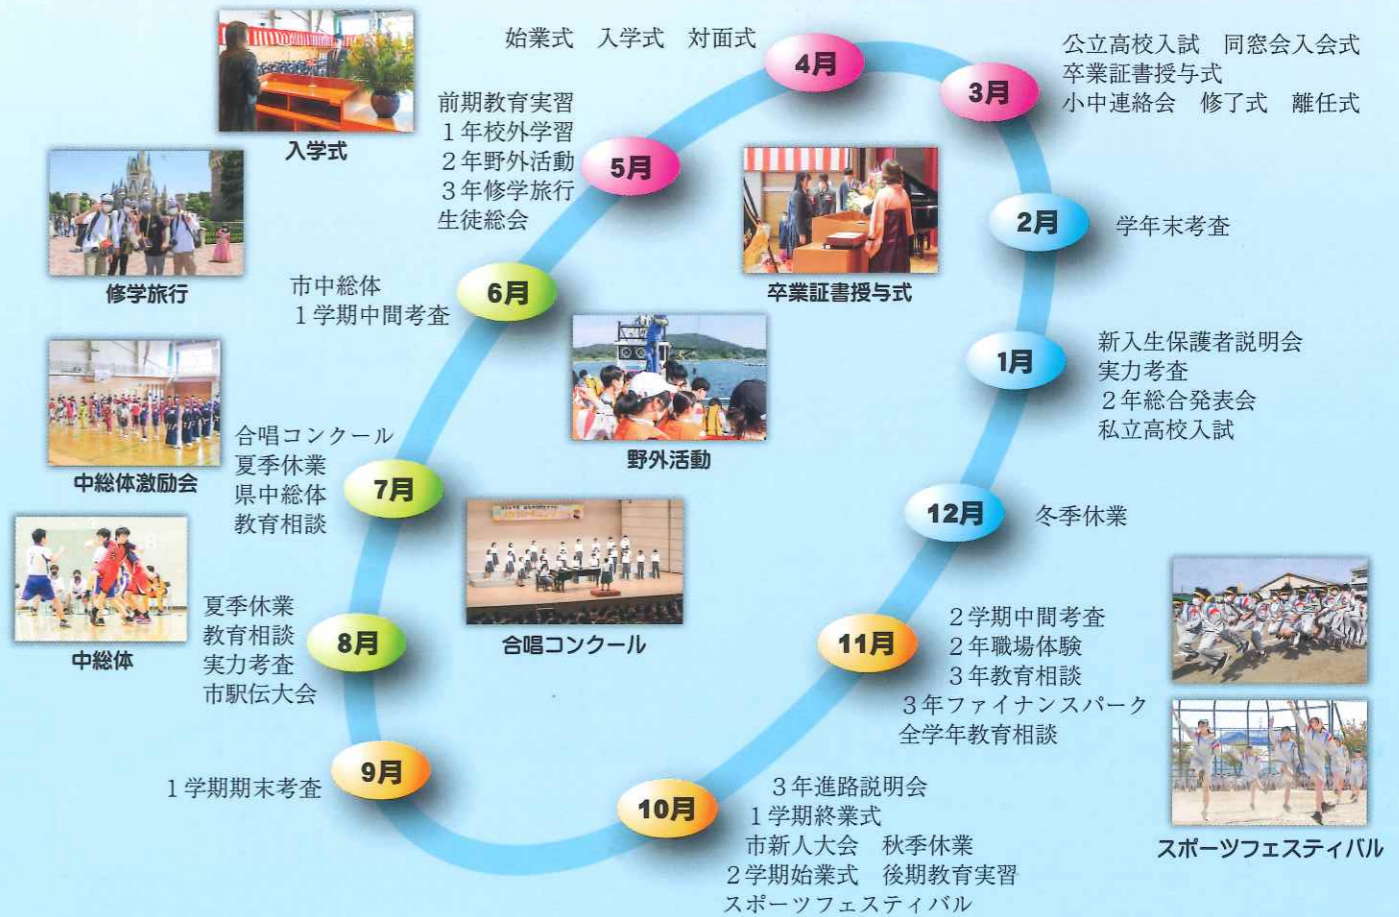 4月
始業式　入学式　対面式
5月
前期教育実習
１年校外学習
２年野外活動
３年修学旅行
生徒総会
6月
市中総体
１学期中間考査
7月
合唱コンクール
夏季休業
県中総体
教育相談
8月
夏季休業
教育相談
実力考査
市駅伝大会
9月
１学期期末考査
10月
３年進路説明会
１学期終業式
市新人大会　秋季休業
２学期始業式　後期教育実習
スポーツフェスティバル
11月
２学期中間考査
２年職場体験
３年教育相談
３年ファイナンスパーク
全学年教育相談
12月
冬季休業
1月
新入生保護者説明会
実力考査
２年総合発表会
私立高校入試
2月
学年末考査
3月
公立高校入試　同窓会入会式
卒業証書授与式
小中連絡会　修了式　離任式
入学式
修学旅行
中総体激励会
中総体
卒業証書授与式
野外活動
合唱コンクール
スポーツフェスティバル